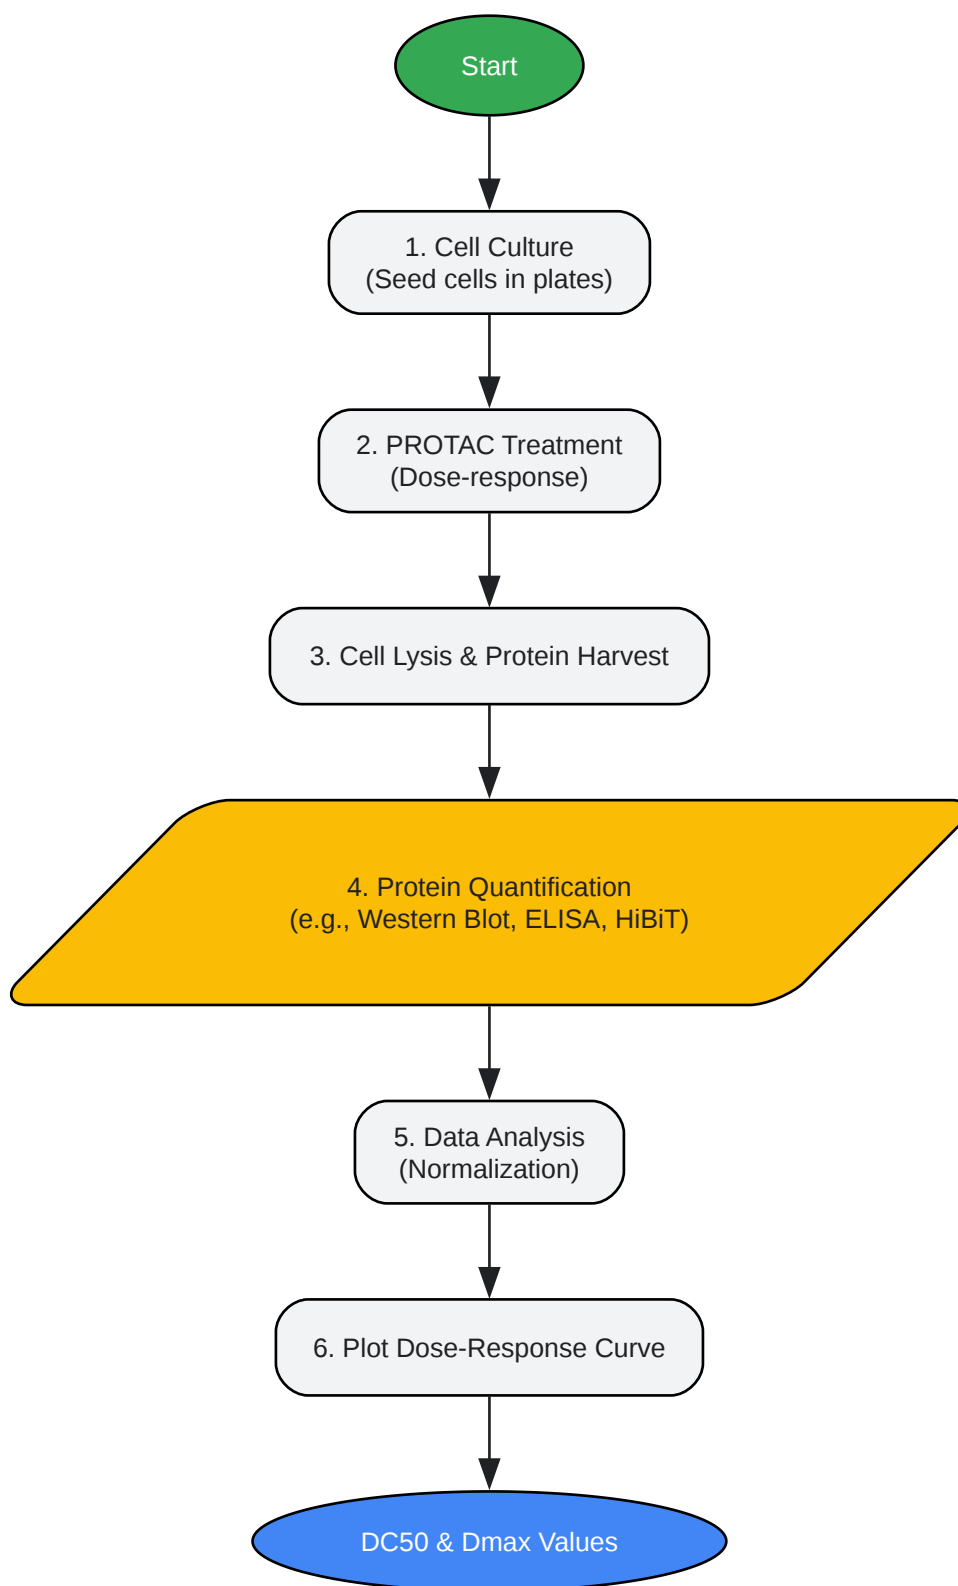 Start
1. Cell Culture
(Seed cells in plates)
2. PROTAC Treatment
(Dose-response)
3. Cell Lysis & Protein Harvest
4. Protein Quantification
(e.g., Western Blot, ELISA, HiBiT)
5. Data Analysis
(Normalization)
6. Plot Dose-Response Curve
DC50 & Dmax Values